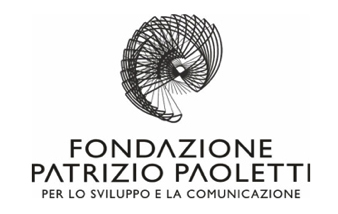 FONDAZIONE
PATRIZIO PAOLETTI
PER LO SVILUPPO E LA COMUNICAZIONE